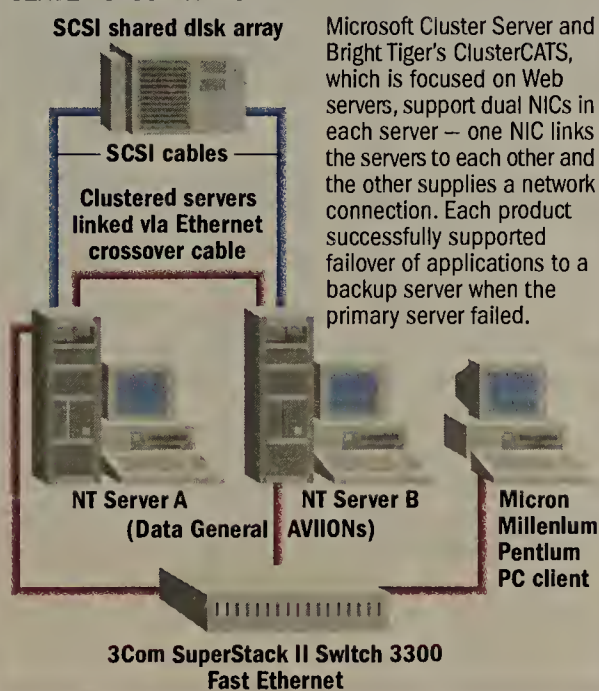 SCSI shared disk array
Microsoft Cluster Server and
Bright Tiger's ClusterCATS,
which is focused on Web
servers, support dual NICs in
each server — one NIC links
the servers to each other and
the other supplies a network
connection. Each product
successfully supported
failover of applications to a
backup server when the
primary server failed.
SCSI cables
Clustered servers
linked via Ethernet
crossover cable
NT Server A
NT Server B
(Data General AVIIONs)
Micron
Millenium
Pentium
PC client
3Com SuperStack II Switch 3300
Fast Ethernet